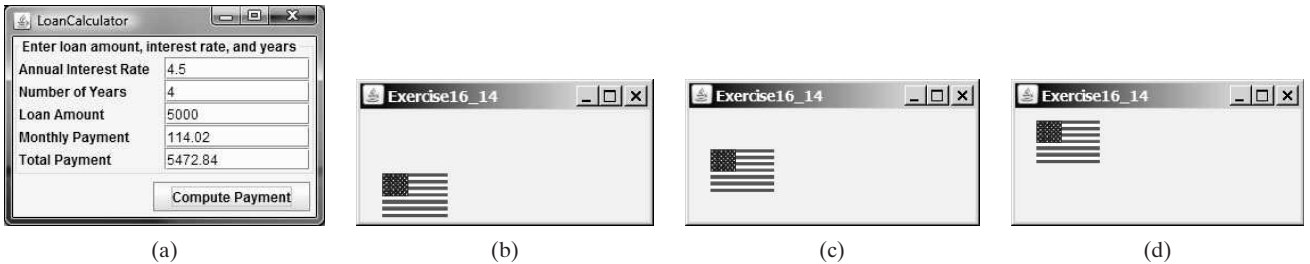 LoanCalculator
Enter loan amount, interest rate, and years
Annual Interest Rate 4.5
Number of Years 4
Loan Amount 5000
Monthly Payment 114.02
Total Payment 5472.84
Compute Payment
(a)
Exercise16_14
(b)
Exercise16_14
(c)
Exercise16_14
(d)